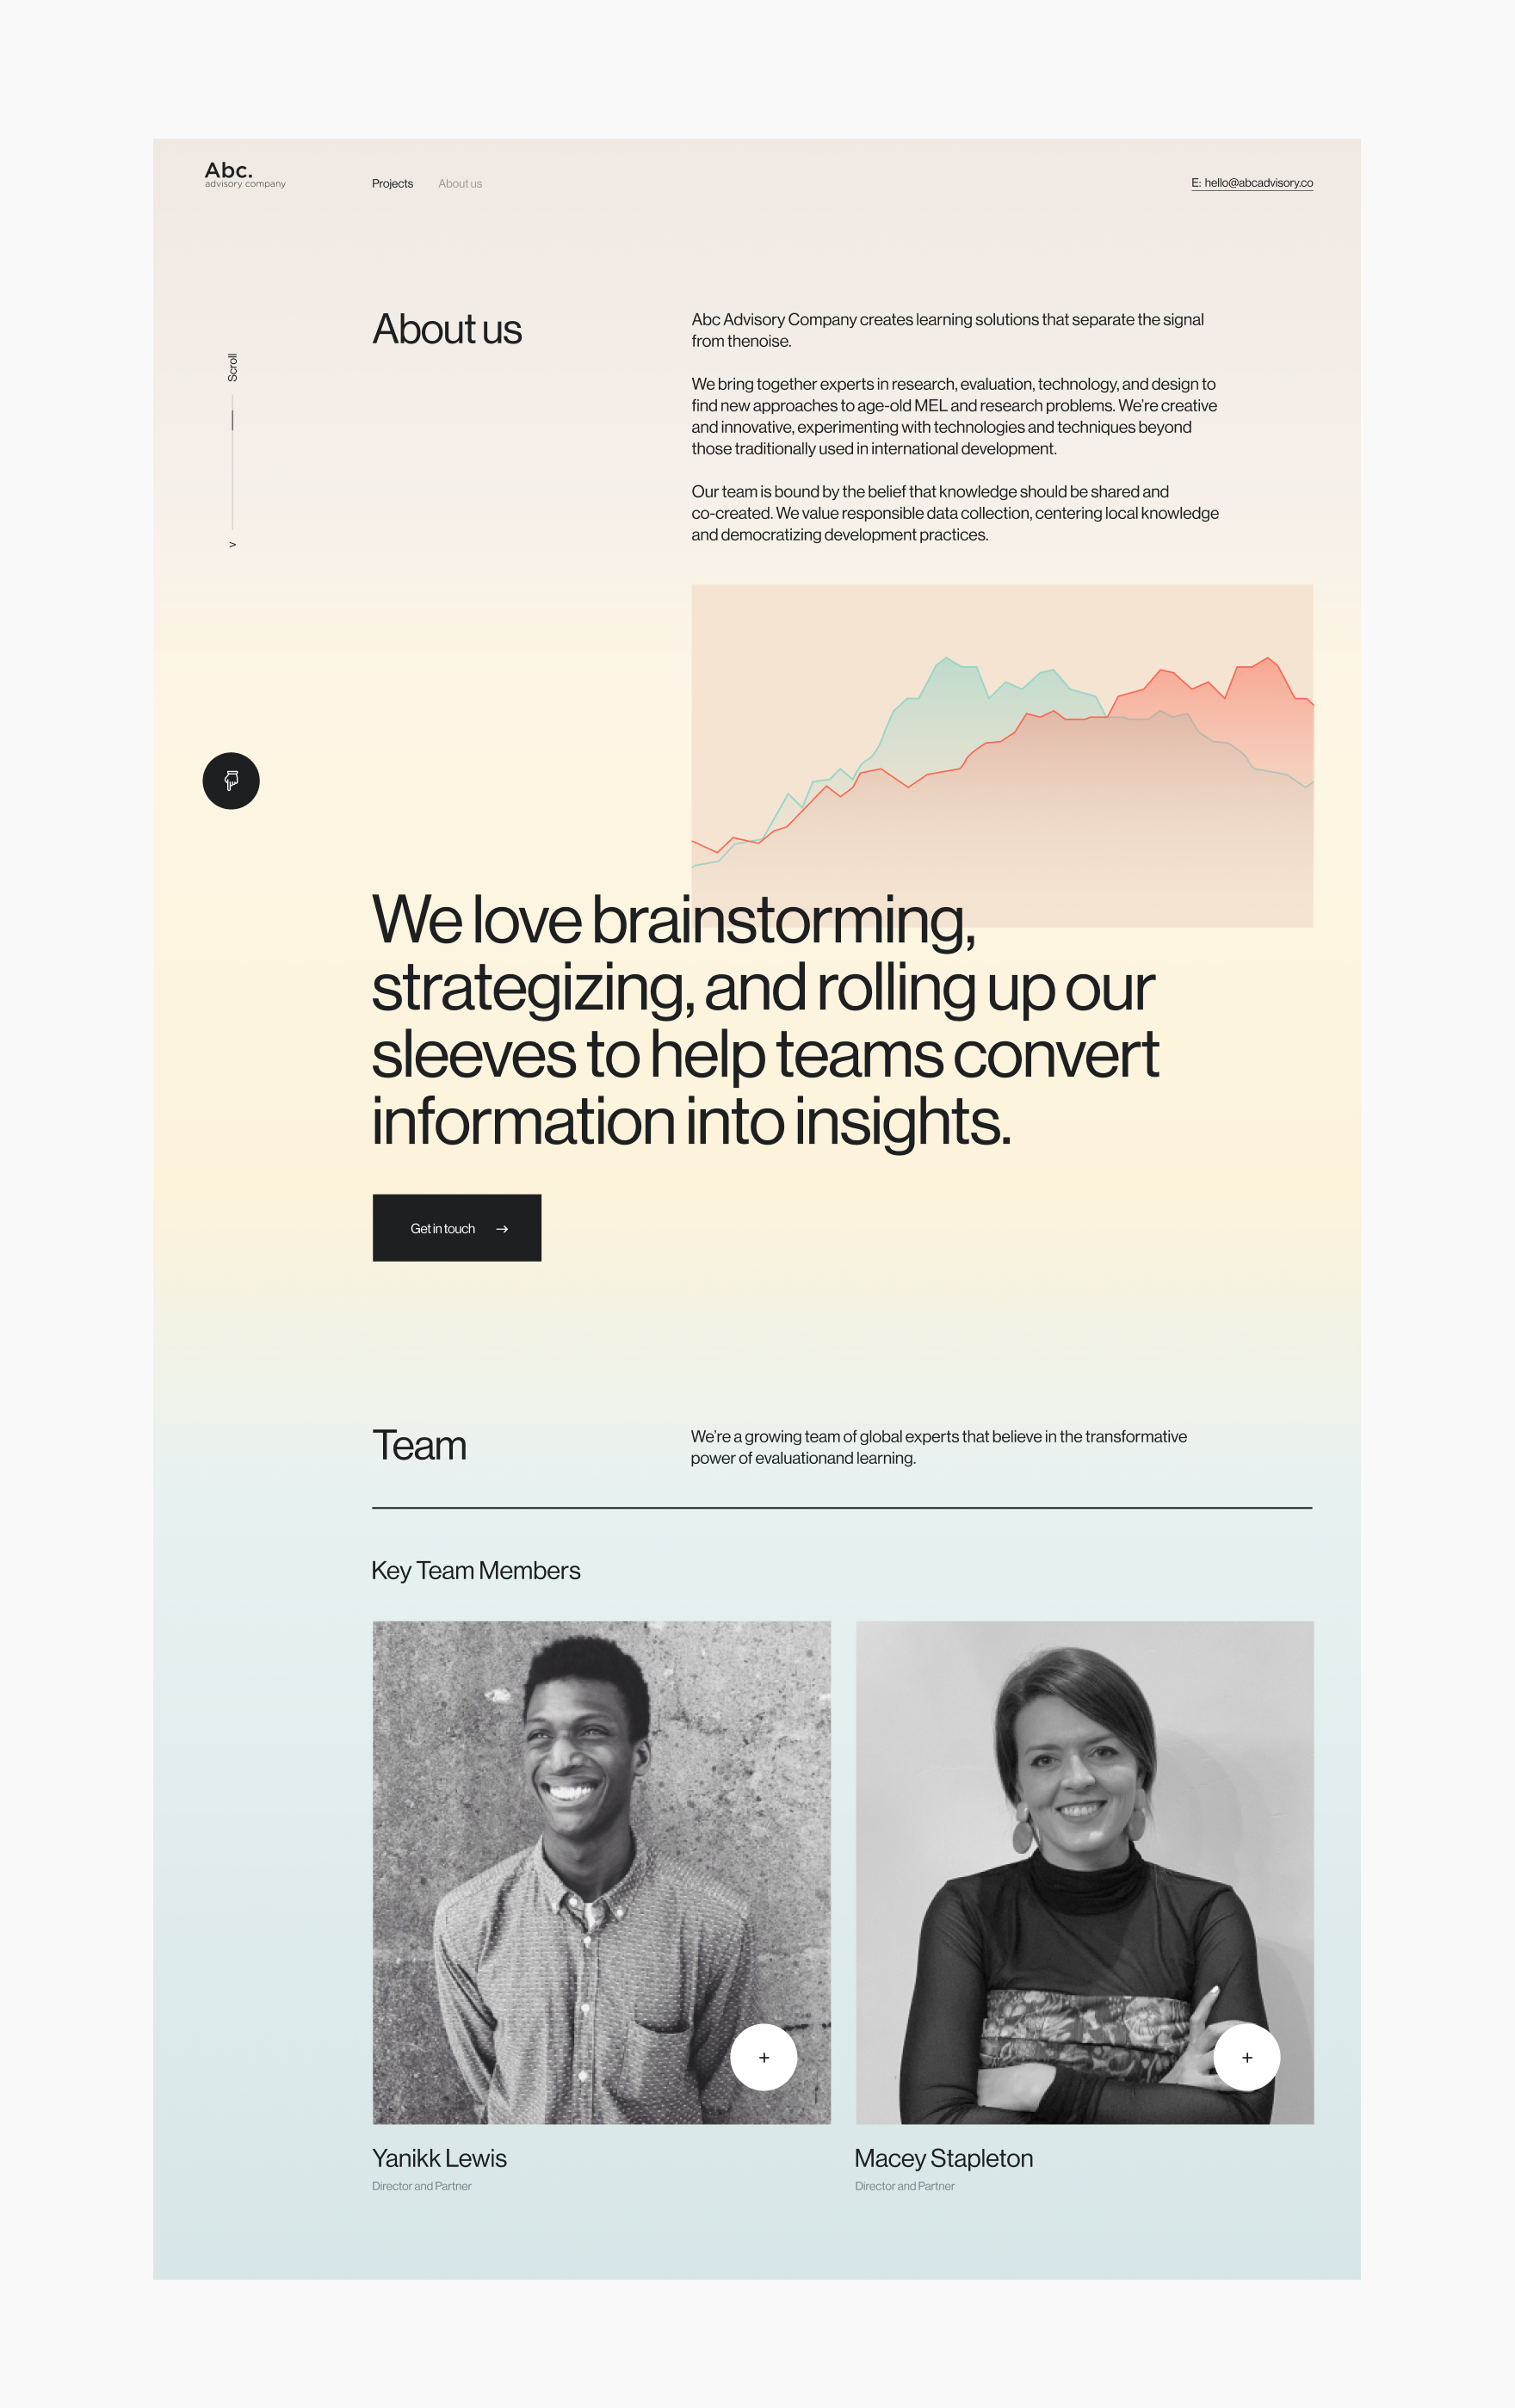 Abc.
advisory company
Projects
About us
E: hello@abcadvisory.co
About us
Abc Advisory Company creates learning solutions that separate the signal
from thenoise.
We bring together experts in research, evaluation, technology, and design to
find new approaches to age-old MEL and research problems. We’re creative
and innovative, experimenting with technologies and techniques beyond
those traditionally used in international development.
Our team is bound by the belief that knowledge should be shared and
co-created. We value responsible data collection, centering local knowledge
and democratizing development practices.
Scroll
We love brainstorming,
strategizing, and rolling up our
sleeves to help teams convert
information into insights.
Get in touch →
Team
We’re a growing team of global experts that believe in the transformative
power of evaluationand learning.
Key Team Members
+
+
Yanikk Lewis
Director and Partner
Macey Stapleton
Director and Partner